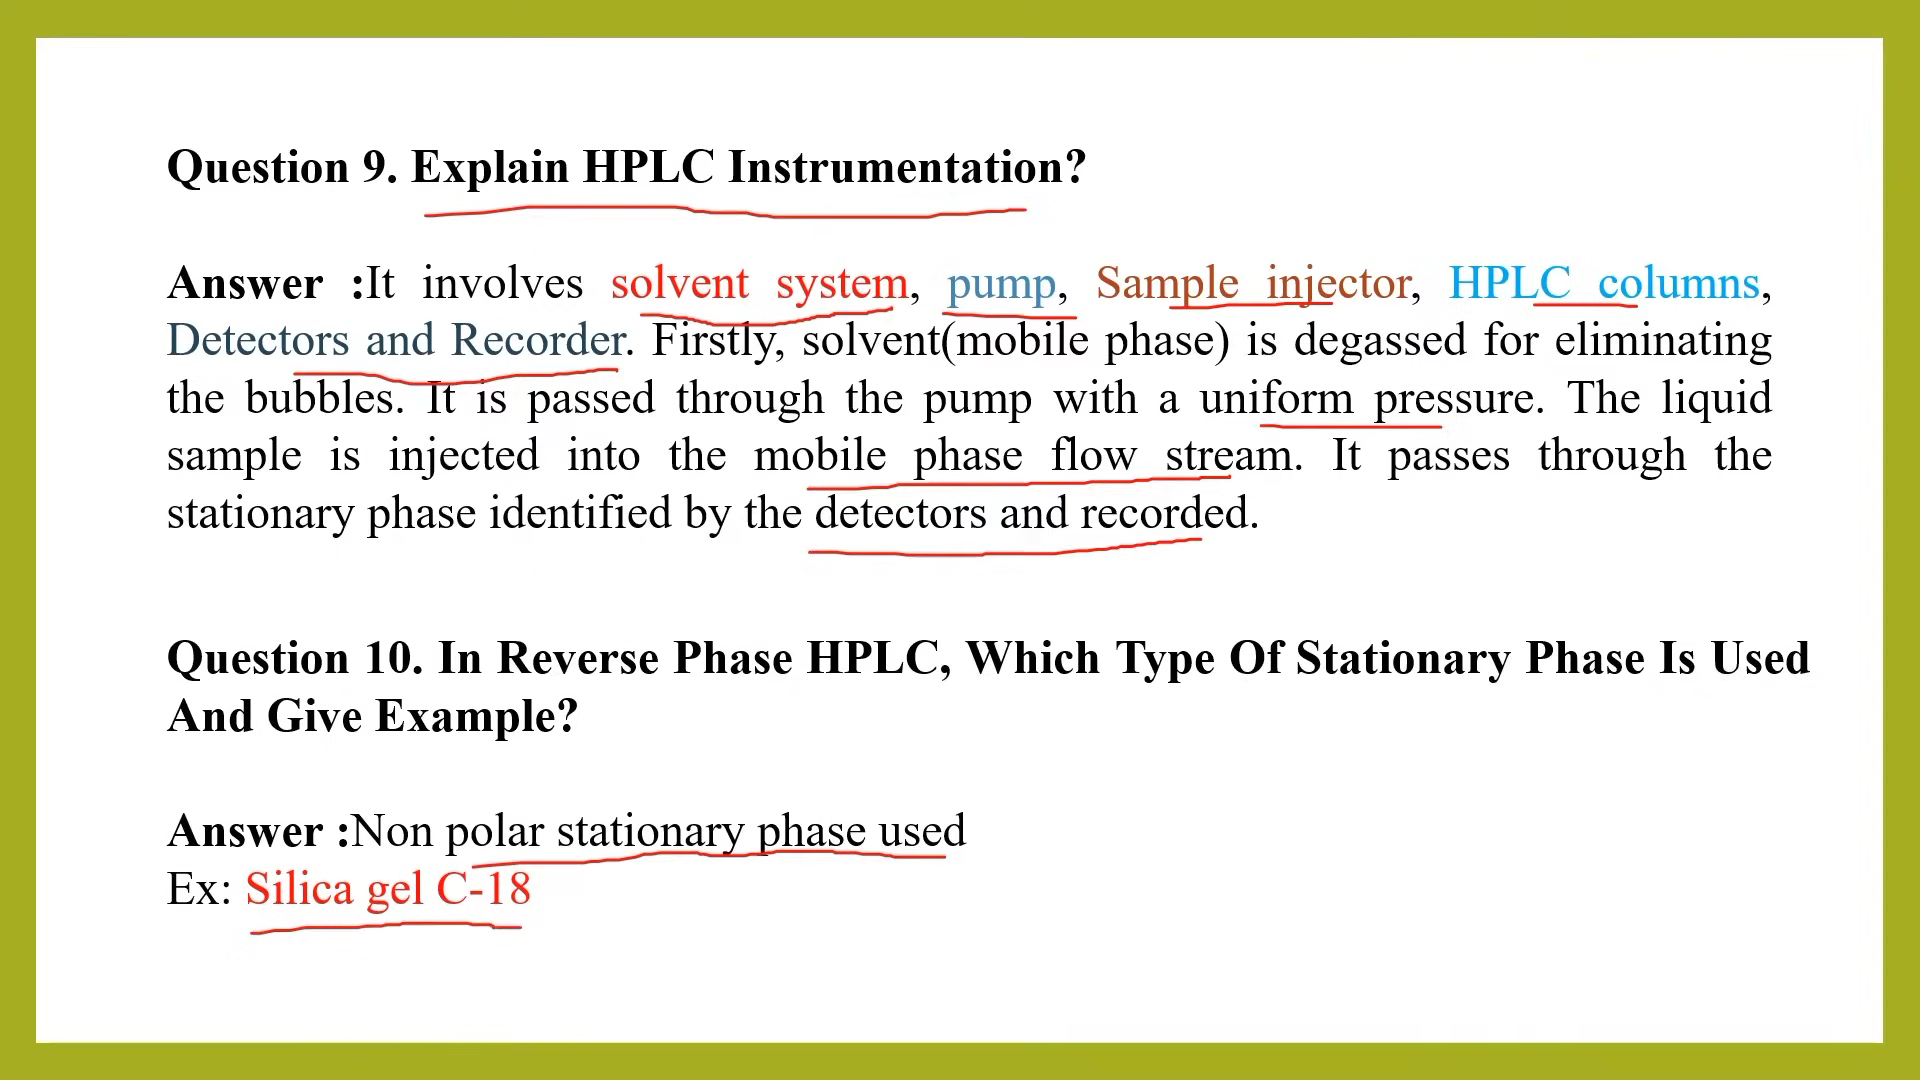 Question 9. Explain HPLC Instrumentation?
Answer :It involves solvent system, pump, Sample injector, HPLC columns,
Detectors and Recorder. Firstly, solvent(mobile phase) is degassed for eliminating
the bubbles. It is passed through the pump with a uniform pressure. The liquid
sample is injected into the mobile phase flow stream. It passes through the
stationary phase identified by the detectors and recorded.
Question 10. In Reverse Phase HPLC, Which Type Of Stationary Phase Is Used
And Give Example?
Answer :Non polar stationary phase used
Ex: Silica gel C-18